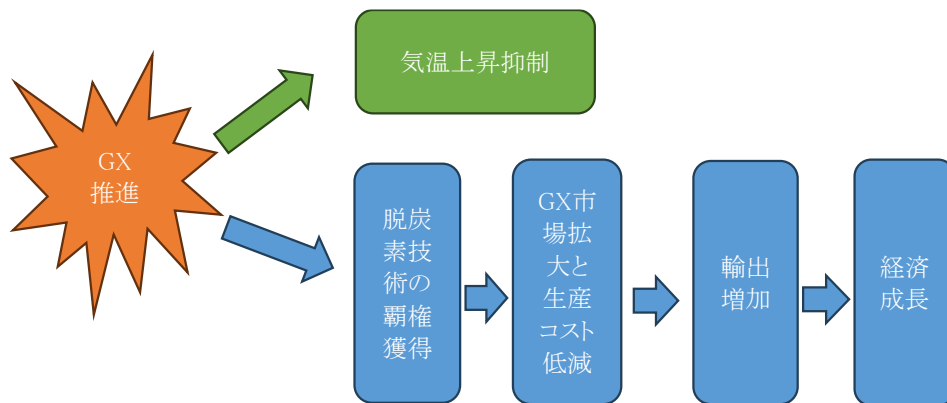 気温上昇抑制
GX
推進
脱炭
素技
術の
覇権
獲得
GX市
場拡
大と
生産
コスト
低減
輸出
増加
経済
成長